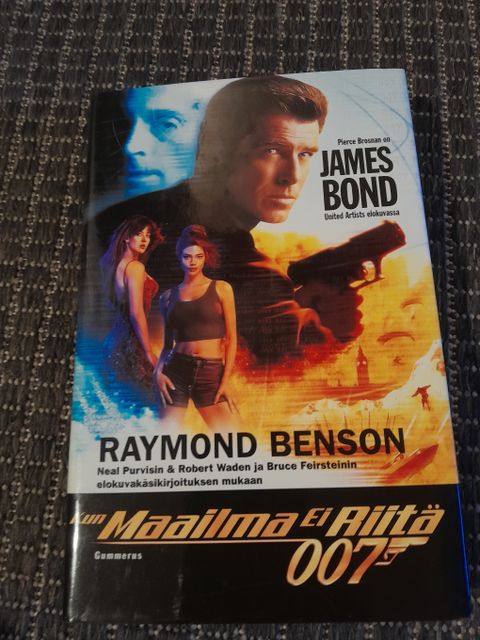 Pierce Brosnan on
JAMES
BOND
United Artists elokuvassa
RAYMOND BENSON
Neal Purvisin & Robert Waden ja Bruce Feirsteinin
elokuvakäsikirjoituksen mukaan
Kun Maailma Ei Riitä
Gummerus
007